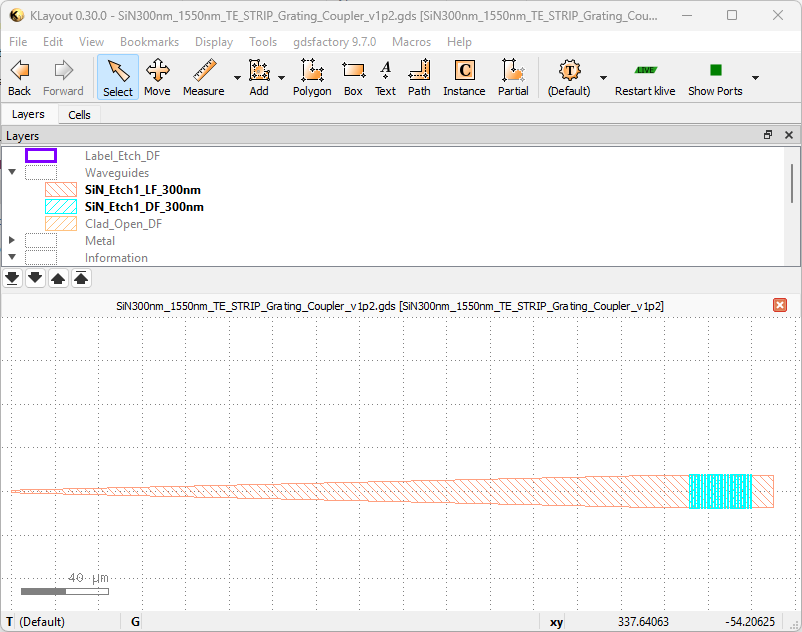 KLayout 0.30.0 - SiN300nm_1550nm_TE_STRIP_Grating_Coupler_v1p2.gds [SiN300nm_1550nm_TE_STRIP_Grating_Cou...
File Edit View Bookmarks Display Tools gdsfactory 9.7.0 Macros Help
LIVE
Back Forward Select Move Measure Add Polygon Box Text Path Instance Partial (Default) Restart klive Show Ports
Layers Cells
Layers
Label_Etch_DF
Waveguides
SiN_Etch1_LF_300nm
SiN_Etch1_DF_300nm
Clad_Open_DF
Metal
Information
SiN300nm_1550nm_TE_STRIP_Grating_Coupler_v1p2.gds [SiN300nm_1550nm_TE_STRIP_Grating_Coupler_v1p2]
40 μm
T (Default) G xy 337.64063 -54.20625